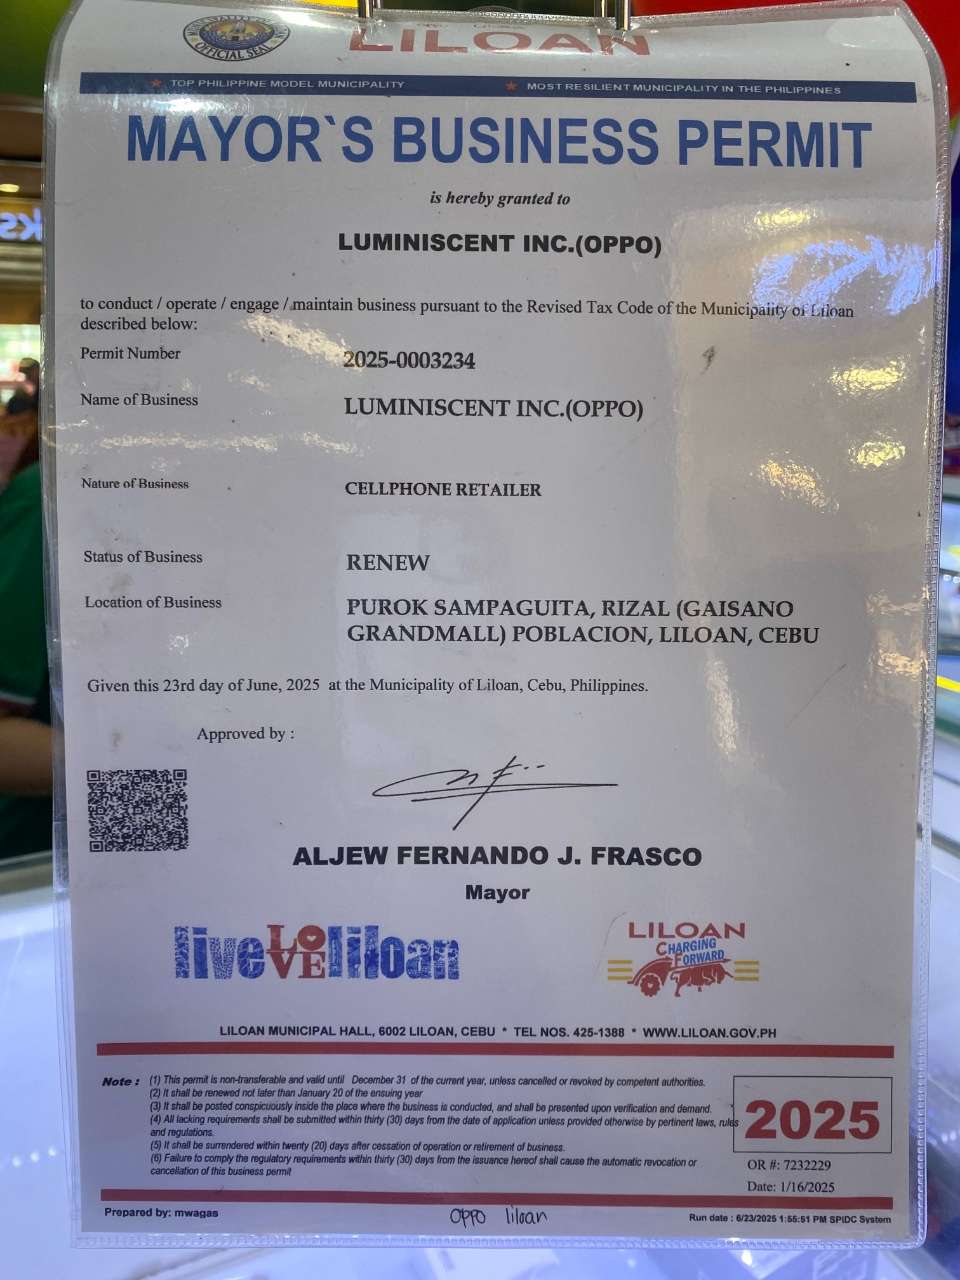 OFFICIAL SEAL
LILOAN
★ TOP PHILIPPINE MODEL MUNICIPALITY ★ MOST RESILIENT MUNICIPALITY IN THE PHILIPPINES
MAYOR`S BUSINESS PERMIT
is hereby granted to
LUMINISCENT INC.(OPPO)
to conduct / operate / engage / maintain business pursuant to the Revised Tax Code of the Municipality of Liloan
described below:
Permit Number 2025-0003234
Name of Business LUMINISCENT INC.(OPPO)
Nature of Business CELLPHONE RETAILER
Status of Business RENEW
Location of Business PUROK SAMPAGUITA, RIZAL (GAISANO
GRANDMALL) POBLACION, LILOAN, CEBU
Given this 23rd day of June, 2025 at the Municipality of Liloan, Cebu, Philippines.
Approved by :
ALJEW FERNANDO J. FRASCO
Mayor
live LOVE liloan
LILOAN
CHARGING
FORWARD
LILOAN MUNICIPAL HALL, 6002 LILOAN, CEBU * TEL NOS. 425-1388 * WWW.LILOAN.GOV.PH
Note : (1) This permit is non-transferable and valid until December 31 of the current year, unless cancelled or revoked by competent authorities.
(2) It shall be renewed not later than January 20 of the ensuing year
(3) It shall be posted conspicuously inside the place where the business is conducted, and shall be presented upon verification and demand.
(4) All lacking requirements shall be submitted within thirty (30) days from the date of application unless provided otherwise by pertinent laws, rules
and regulations.
(5) It shall be surrendered within twenty (20) days after cessation of operation or retirement of business.
(6) Failure to comply the regulatory requirements within thirty (30) days from the issuance hereof shall cause the automatic revocation or
cancellation of this business permit
2025
OR #: 7232229
Date: 1/16/2025
Prepared by: mwagas
OPPO liloan
Run date : 6/23/2025 1:55:51 PM SPIDC System